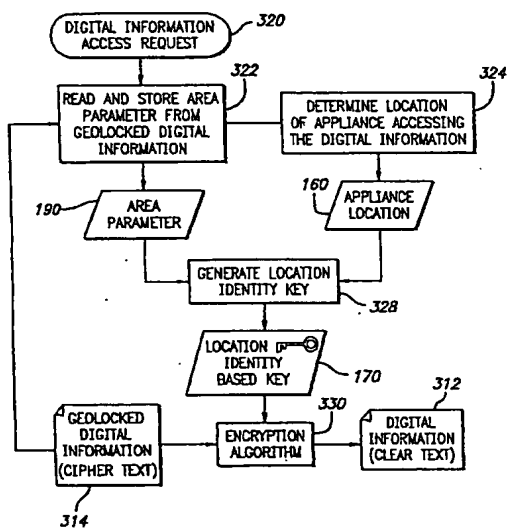 DIGITAL INFORMATION
ACCESS REQUEST
320
322
READ AND STORE AREA
PARAMETER FROM
GEOLOCKED DIGITAL
INFORMATION
324
DETERMINE LOCATION
OF APPLIANCE ACCESSING
THE DIGITAL INFORMATION
190
AREA
PARAMETER
160
APPLIANCE
LOCATION
GENERATE LOCATION
IDENTITY KEY
328
LOCATION
IDENTITY
BASED KEY
170
GEOLOCKED
DIGITAL
INFORMATION
(CIPHER TEXT)
314
330
ENCRYPTION
ALGORITHM
312
DIGITAL
INFORMATION
(CLEAR TEXT)